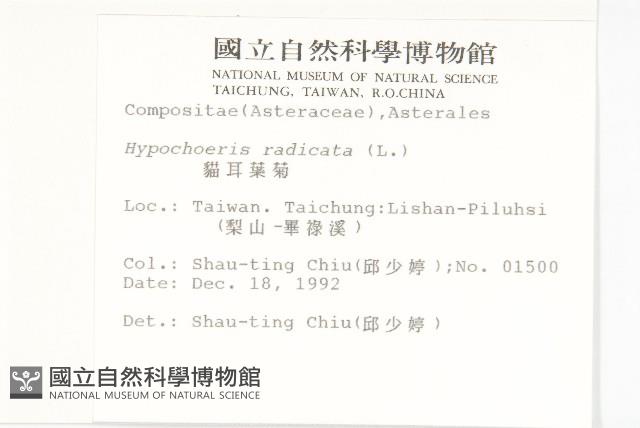 國立自然科學博物館
NATIONAL MUSEUM OF NATURAL SCIENCE
TAICHUNG, TAIWAN, R.O.CHINA
Compositae(Asteraceae),Asterales
Hypochoeris radicata (L.)
貓耳葉菊
Loc.: Taiwan. Taichung:Lishan-Piluhsi
(梨山-畢祿溪)
Col.: Shau-ting Chiu(邱少婷);No. 01500
Date: Dec. 18, 1992
Det.: Shau-ting Chiu(邱少婷)
國立自然科學博物館
NATIONAL MUSEUM OF NATURAL SCIENCE